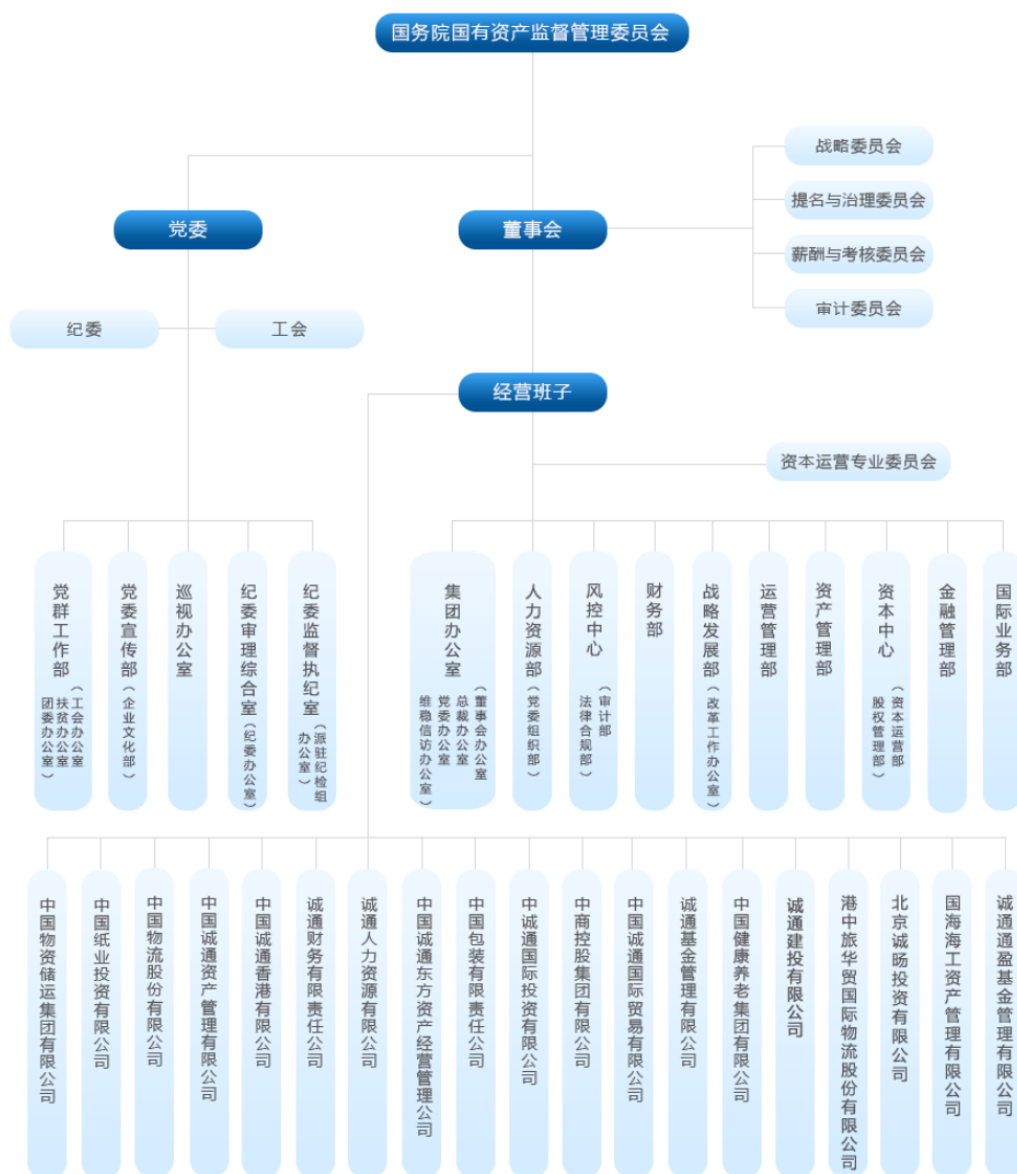 国务院国有资产监督管理委员会
战略委员会
提名与治理委员会
薪酬与考核委员会
审计委员会
党委
董事会
纪委
工会
经营班子
资本运营专业委员会
党群工作部
（工会办公室
扶贫办公室
团委办公室）
党委宣传部
（企业文化部）
巡视办公室
纪委审理综合室
（纪委办公室）
纪委监督执纪室
（派驻纪检组
办公室）
集团办公室
（董事会办公室
总裁办公室
党委办公室
维稳信访办公室）
人力资源部
（党委组织部）
风控中心
（审计部
法律合规部）
财务部
战略发展部
（改革工作办公室）
运营管理部
资产管理部
资本中心
（资本运营部
股权管理部）
金融管理部
国际业务部
中国物资储运集团有限公司
中国纸业投资有限公司
中国物流股份有限公司
中国诚通资产管理有限公司
中国诚通香港有限公司
诚通财务有限责任公司
诚通人力资源有限公司
中国诚通东方资产经营管理公司
中国包装有限责任公司
中诚通国际投资有限公司
中商控股集团有限公司
中国诚通国际贸易有限公司
诚通基金管理有限公司
中国健康养老集团有限公司
诚通建投有限公司
港中旅华贸国际物流股份有限公司
北京诚旸投资有限公司
国海海工资产管理有限公司
诚通通盈基金管理有限公司